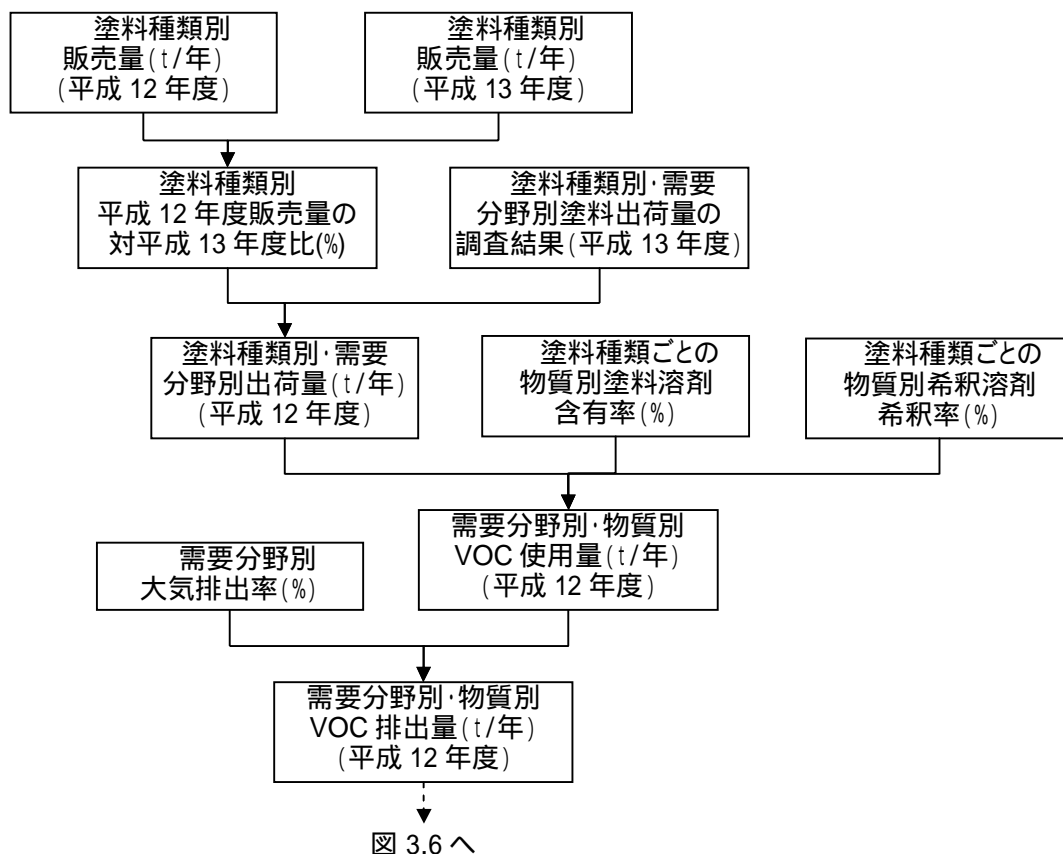 塗料種類別
販売量(t/年)
(平成 12 年度)
塗料種類別
販売量(t/年)
(平成 13 年度)
塗料種類別
平成 12 年度販売量の
対平成 13 年度比(%)
塗料種類別・需要
分野別塗料出荷量の
調査結果(平成 13 年度)
塗料種類別・需要
分野別出荷量(t/年)
(平成 12 年度)
塗料種類ごとの
物質別塗料溶剤
含有率(%)
塗料種類ごとの
物質別希釈溶剤
希釈率(%)
需要分野別・物質別
VOC 使用量(t/年)
(平成 12 年度)
需要分野別
大気排出率(%)
需要分野別・物質別
VOC 排出量(t/年)
(平成 12 年度)
図 3.6 へ